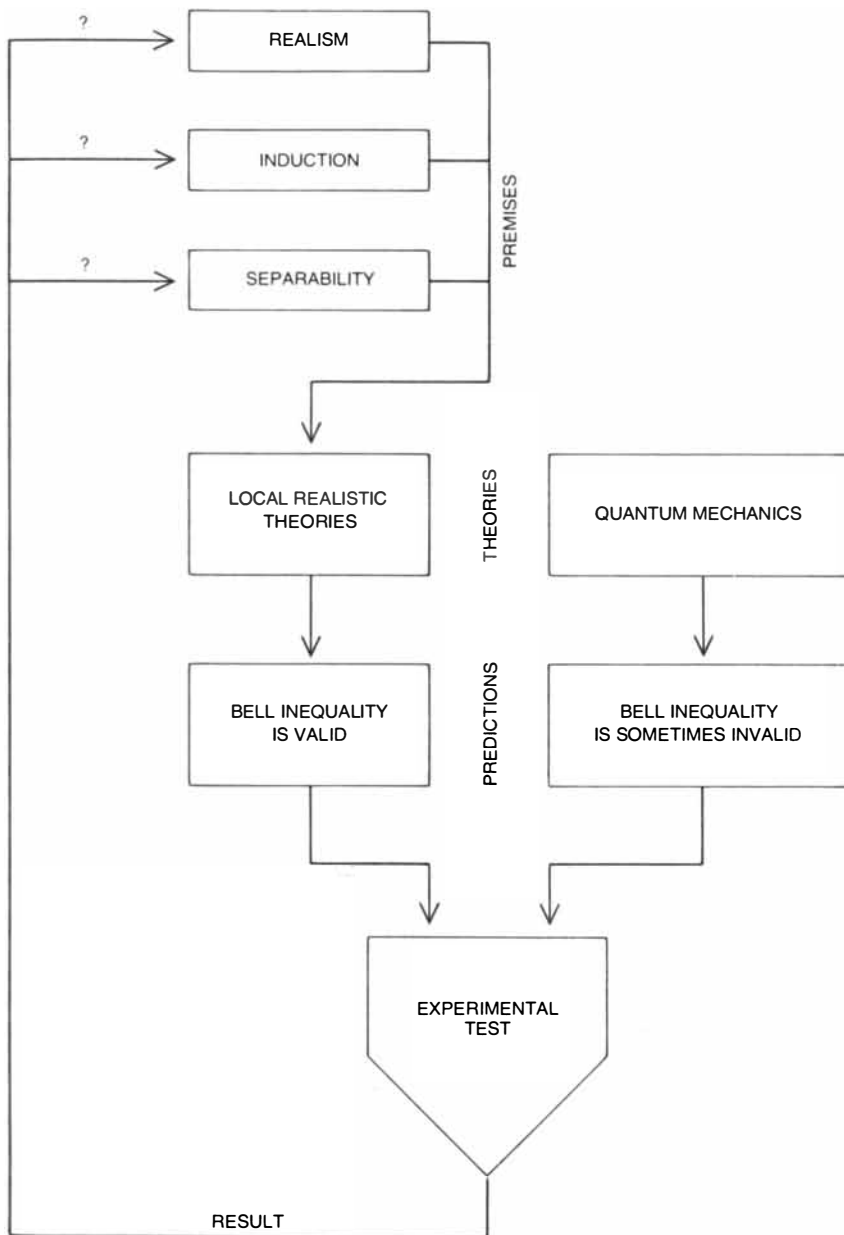 ?
REALISM
?
INDUCTION
PREMISES
?
SEPARABILITY
LOCAL REALISTIC
THEORIES
THEORIES
QUANTUM MECHANICS
BELL INEQUALITY
IS VALID
PREDICTIONS
BELL INEQUALITY
IS SOMETIMES INVALID
EXPERIMENTAL
TEST
RESULT